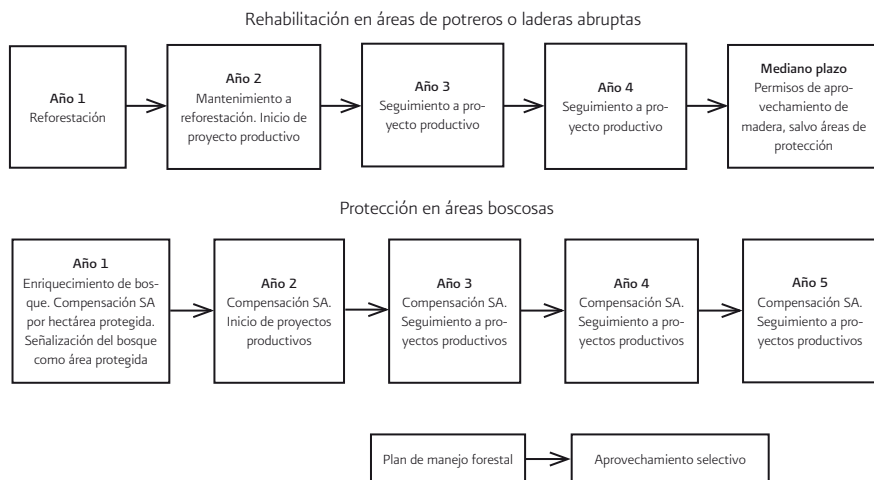 Rehabilitación en áreas de potreros o laderas abruptas
Año 1
Reforestación
Año 2
Mantenimiento a
reforestación. Inicio de
proyecto productivo
Año 3
Seguimiento a pro-
yecto productivo
Año 4
Seguimiento a pro-
yecto productivo
Mediano plazo
Permisos de apro-
vechamiento de
madera, salvo áreas de
protección
Protección en áreas boscosas
Año 1
Enriquecimiento de bos-
que. Compensación SA
por hectárea protegida.
Señalización del bosque
como área protegida
Año 2
Compensación SA.
Inicio de proyectos
productivos
Año 3
Compensación SA.
Seguimiento a pro-
yectos productivos
Año 4
Compensación SA.
Seguimiento a pro-
yectos productivos
Año 5
Compensación SA.
Seguimiento a pro-
yectos productivos
Plan de manejo forestal
Aprovechamiento selectivo